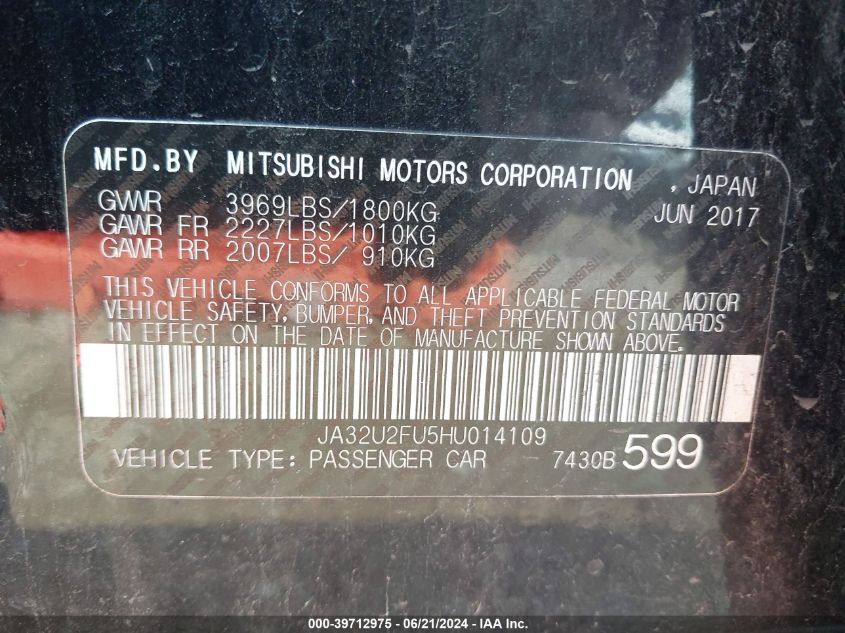 MFD.BY MITSUBISHI MOTORS CORPORATION , JAPAN
GVWR 3969LBS/1800KG JUN 2017
GAWR FR 2227LBS/1010KG
GAWR RR 2007LBS/ 910KG
THIS VEHICLE CONFORMS TO ALL APPLICABLE FEDERAL MOTOR
VEHICLE SAFETY, BUMPER, AND THEFT PREVENTION STANDARDS
IN EFFECT ON THE DATE OF MANUFACTURE SHOWN ABOVE.
JA32U2FU5HU014109
VEHICLE TYPE: PASSENGER CAR 7430B 599
000-39712975 - 06/21/2024 - IAA Inc.